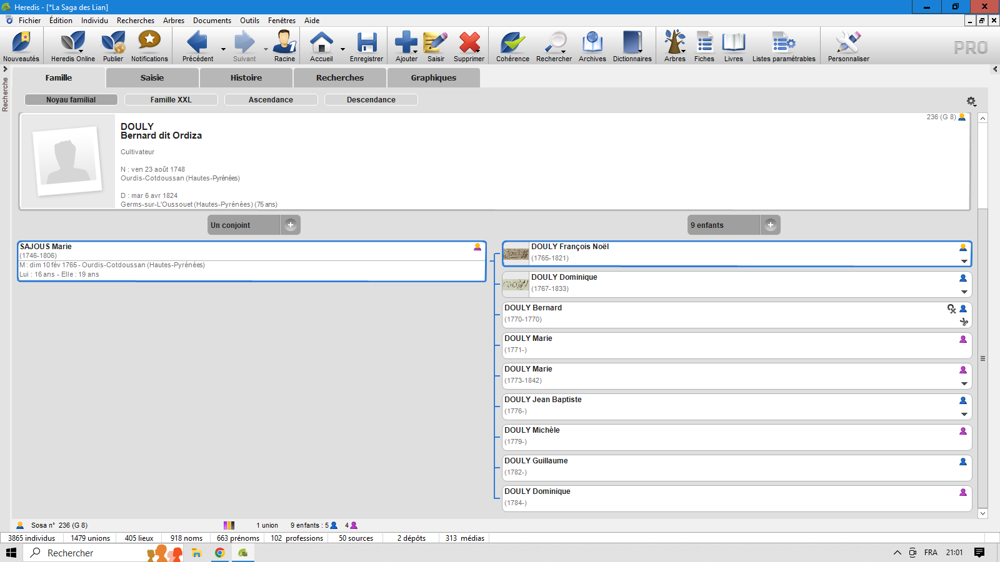 Heredis - [*La Saga des Lian]
Fichier Édition Individu Recherches Arbres Documents Outils Fenêtres Aide
Nouveautés Heredis Online Publier Notifications Précédent Suivant Racine Accueil Enregistrer Ajouter Saisir Supprimer Cohérence Rechercher Archives Dictionnaires Arbres Fiches Livres Listes paramétrables Personnaliser PRO
Recherche
Famille Saisie Histoire Recherches Graphiques
Noyau familial Famille XXL Ascendance Descendance
236 (G 8)
DOULY
Bernard dit Ordiza
Cultivateur
N : ven 23 août 1748
Ourdis-Cotdoussan (Hautes-Pyrénées)
D : mar 6 avr 1824
Germs-sur-L'Oussouet (Hautes-Pyrénées) (75 ans)
Un conjoint +
9 enfants +
SAJOUS Marie
(1746-1806)
M : dim 10 fév 1765 - Ourdis-Cotdoussan (Hautes-Pyrénées)
Lui : 16 ans - Elle : 19 ans
DOULY François Noël
(1765-1821)
DOULY Dominique
(1767-1833)
DOULY Bernard
(1770-1770)
DOULY Marie
(1771-)
DOULY Marie
(1773-1842)
DOULY Jean Baptiste
(1776-)
DOULY Michèle
(1779-)
DOULY Guillaume
(1782-)
DOULY Dominique
(1784-)
Sosa n° 236 (G 8) 1 union 9 enfants : 5 4
3865 individus 1479 unions 405 lieux 918 noms 663 prénoms 102 professions 50 sources 2 dépôts 313 médias
Rechercher FRA 21:01